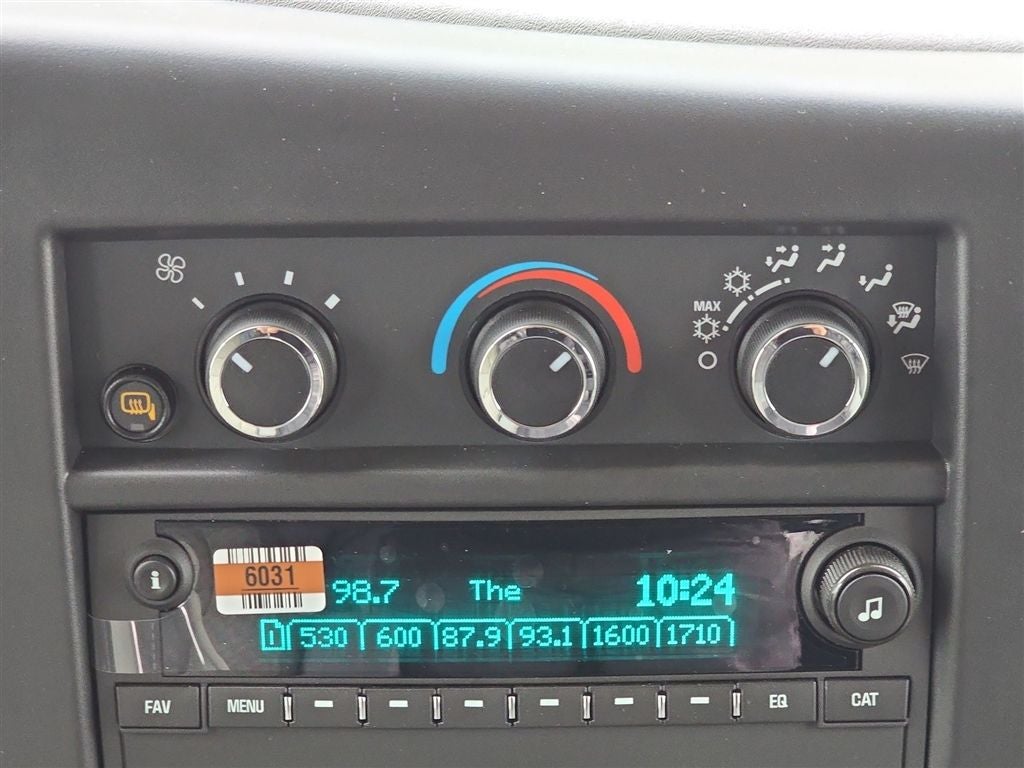 MAX
i
6031
98.7 The 10:24
1 530 600 87.9 93.1 1600 1710
FAV MENU EQ CAT